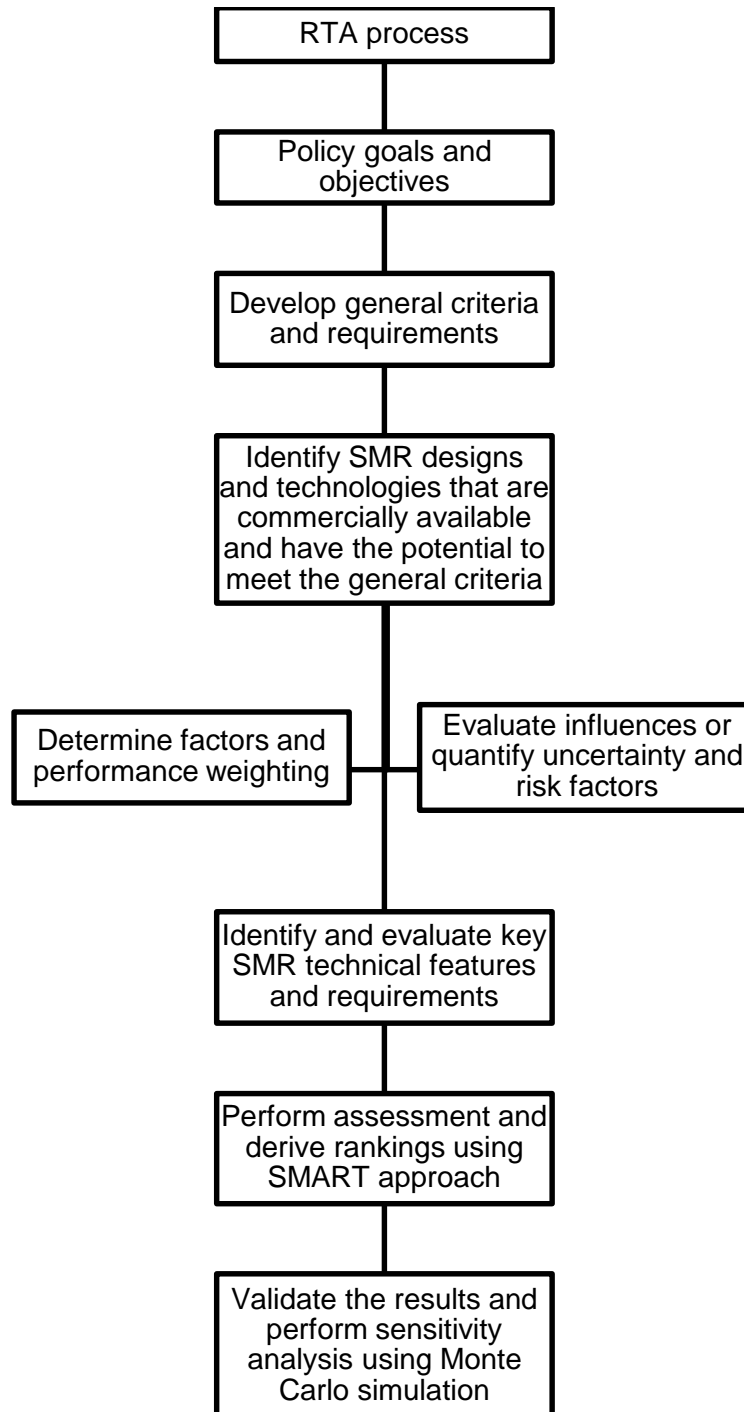 RTA process
Policy goals and
objectives
Develop general criteria
and requirements
Identify SMR designs
and technologies that are
commercially available
and have the potential to
meet the general criteria
Determine factors and
performance weighting
Evaluate influences or
quantify uncertainty and
risk factors
Identify and evaluate key
SMR technical features
and requirements
Perform assessment and
derive rankings using
SMART approach
Validate the results and
perform sensitivity
analysis using Monte
Carlo simulation